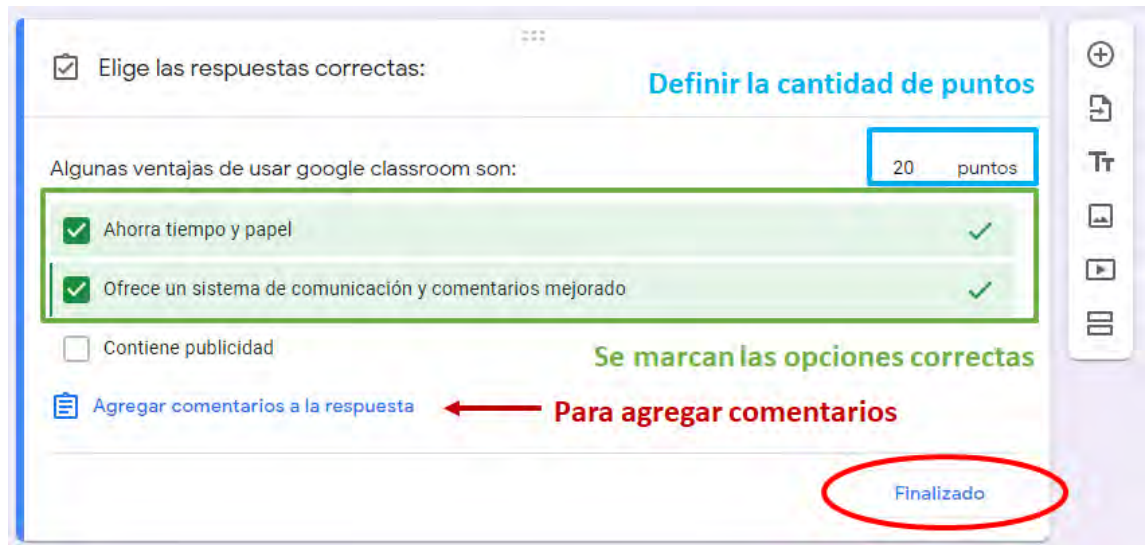 Elige las respuestas correctas:
Definir la cantidad de puntos
Algunas ventajas de usar google classroom son:
20 puntos
Ahorra tiempo y papel
Ofrece un sistema de comunicación y comentarios mejorado
Contiene publicidad
Se marcan las opciones correctas
Agregar comentarios a la respuesta
Para agregar comentarios
Finalizado
Tт